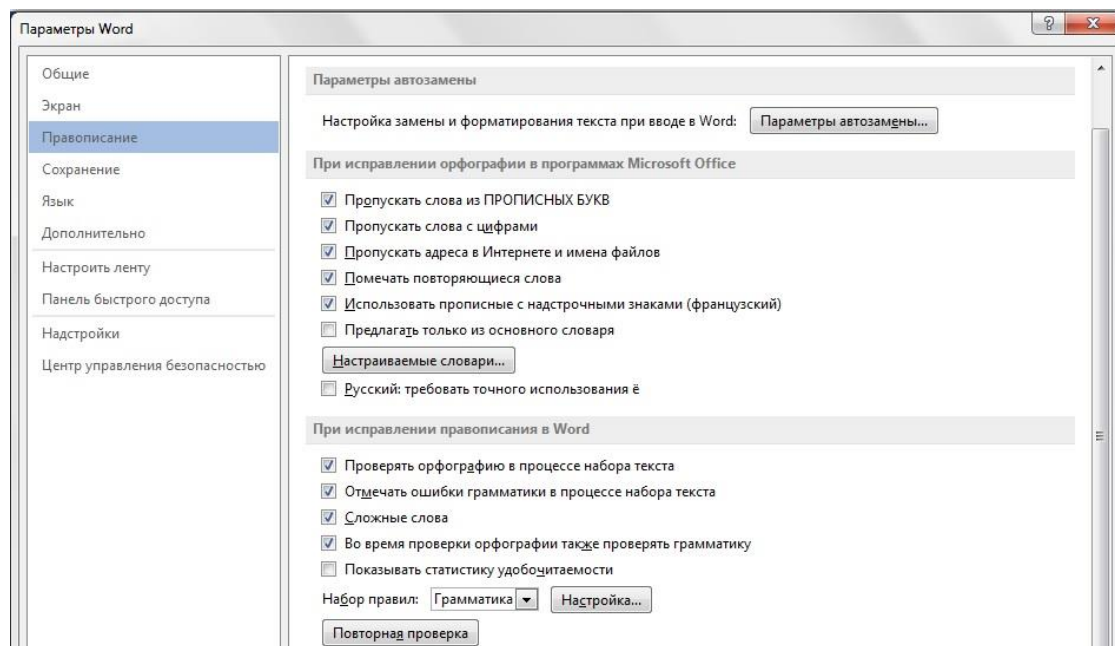 Параметры Word
Общие
Экран
Правописание
Сохранение
Язык
Дополнительно
Настроить ленту
Панель быстрого доступа
Надстройки
Центр управления безопасностью
Параметры автозамены
Настройка замены и форматирования текста при вводе в Word: Параметры автозамены...
При исправлении орфографии в программах Microsoft Office
Пропускать слова из ПРОПИСНЫХ БУКВ
Пропускать слова с цифрами
Пропускать адреса в Интернете и имена файлов
Помечать повторяющиеся слова
Использовать прописные с надстрочными знаками (французский)
Предлагать только из основного словаря
Настраиваемые словари...
Русский: требовать точного использования ё
При исправлении правописания в Word
Проверять орфографию в процессе набора текста
Отмечать ошибки грамматики в процессе набора текста
Сложные слова
Во время проверки орфографии также проверять грамматику
Показывать статистику удобочитаемости
Набор правил: Грамматика Настройка...
Повторная проверка